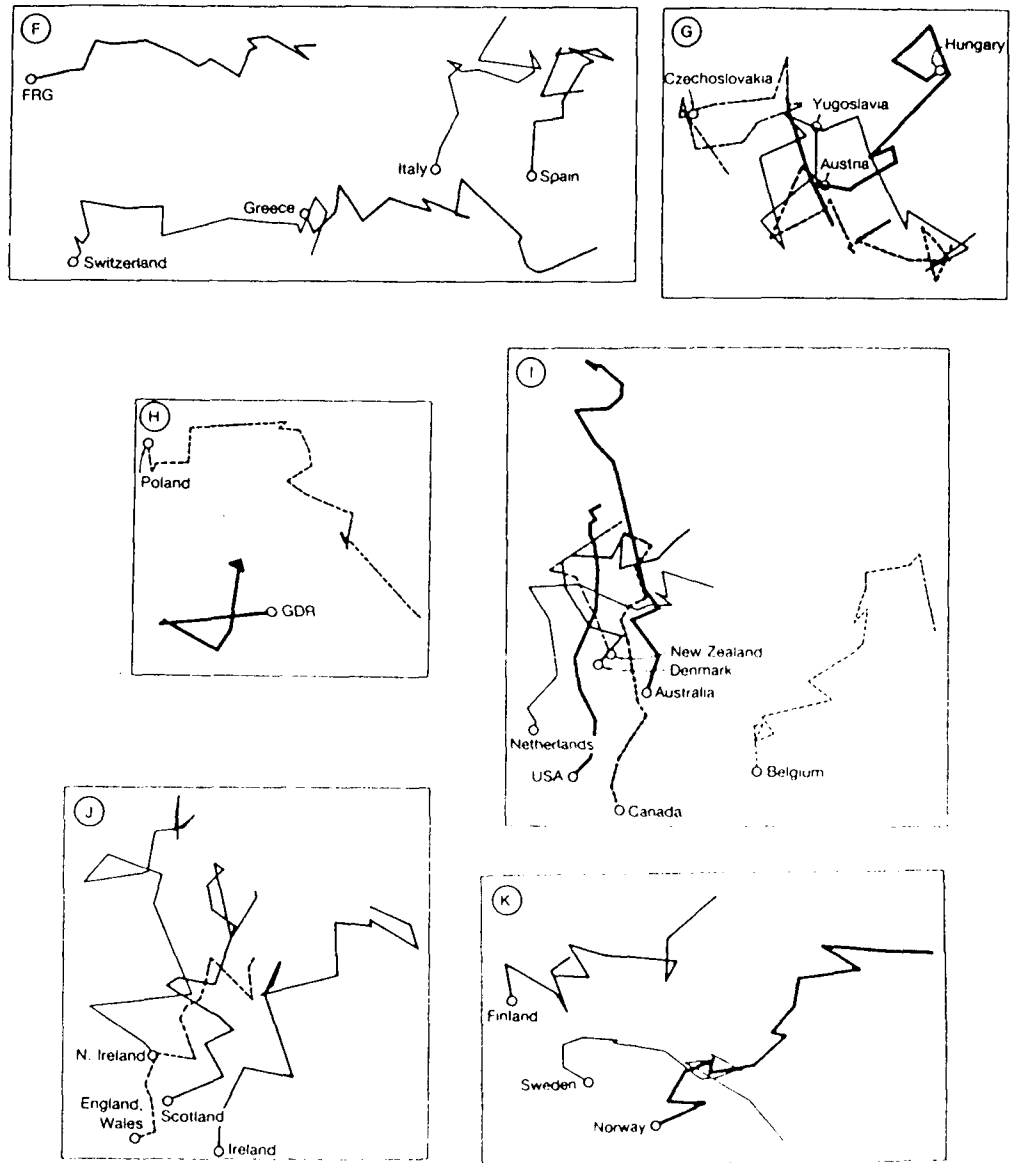 F
FRG
Italy
Spain
Greece
Switzerland
G
Hungary
Czechoslovakia
Yugoslavia
Austria
H
Poland
GDR
I
New Zealand
Denmark
Australia
Netherlands
USA
Belgium
Canada
J
N. Ireland
England,
Wales
Scotland
Ireland
K
Finland
Sweden
Norway